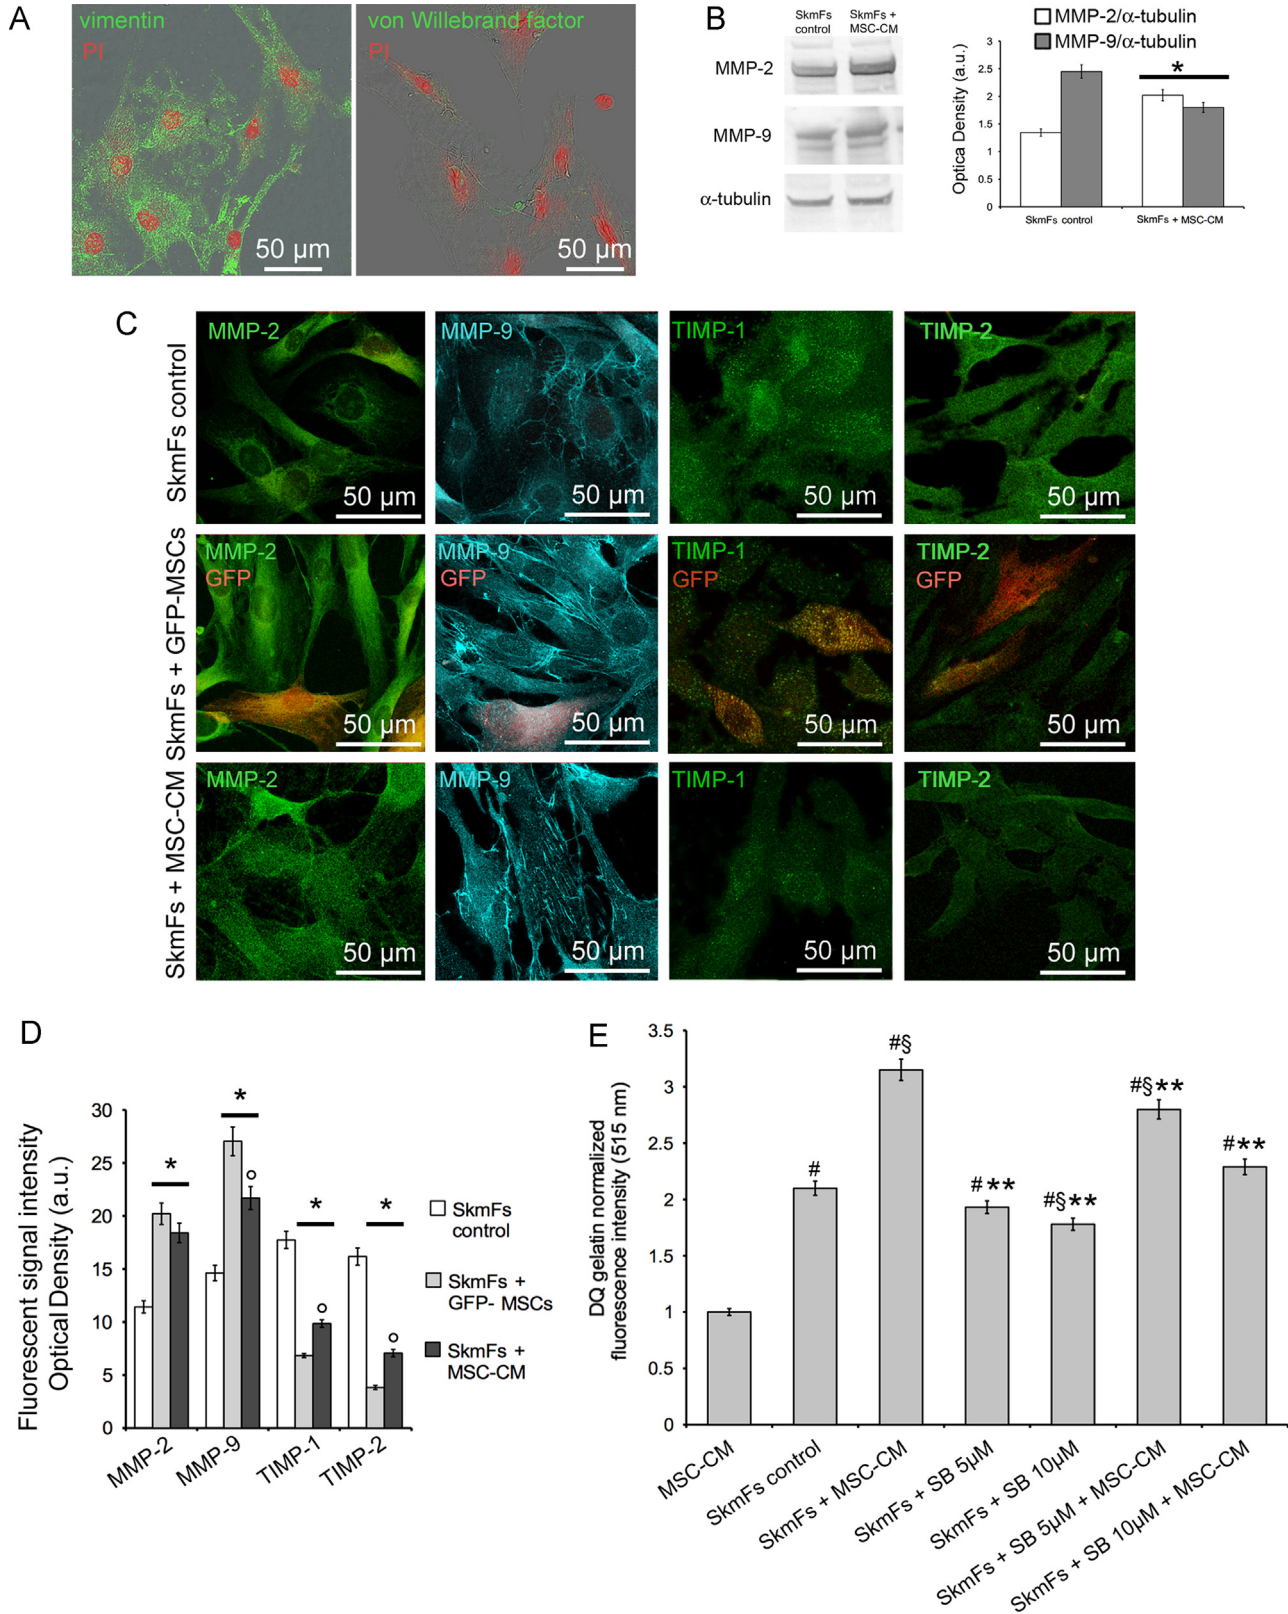 A
vimentin
PI
50 µm
von Willebrand factor
PI
50 µm
B
SkmFs
control
SkmFs +
MSC-CM
MMP-2
MMP-9
α-tubulin
MMP-2/α-tubulin
MMP-9/α-tubulin
Optica Density (a.u.)
3
2.5
2
1.5
1
0.5
0
*
SkmFs control
SkmFs + MSC-CM
C
SkmFs control
MMP-2
50 µm
MMP-9
50 µm
TIMP-1
50 µm
TIMP-2
50 µm
SkmFs + GFP-MSCs
MMP-2
GFP
50 µm
MMP-9
GFP
50 µm
TIMP-1
GFP
50 µm
TIMP-2
GFP
50 µm
SkmFs + MSC-CM
MMP-2
50 µm
MMP-9
50 µm
TIMP-1
50 µm
TIMP-2
50 µm
D
Fluorescent signal intensity
Optical Density (a.u.)
30
25
20
15
10
5
0
*
*
*
*
MMP-2
MMP-9
TIMP-1
TIMP-2
SkmFs
control
SkmFs +
GFP- MSCs
SkmFs +
MSC-CM
E
DQ gelatin normalized
fluorescence intensity (515 nm)
3.5
3
2.5
2
1.5
1
0.5
0
#
#§
#**
#§**
#§**
#**
MSC-CM
SkmFs control
SkmFs + MSC-CM
SkmFs + SB 5µM
SkmFs + SB 10µM
SkmFs + SB 5µM + MSC-CM
SkmFs + SB 10µM + MSC-CM